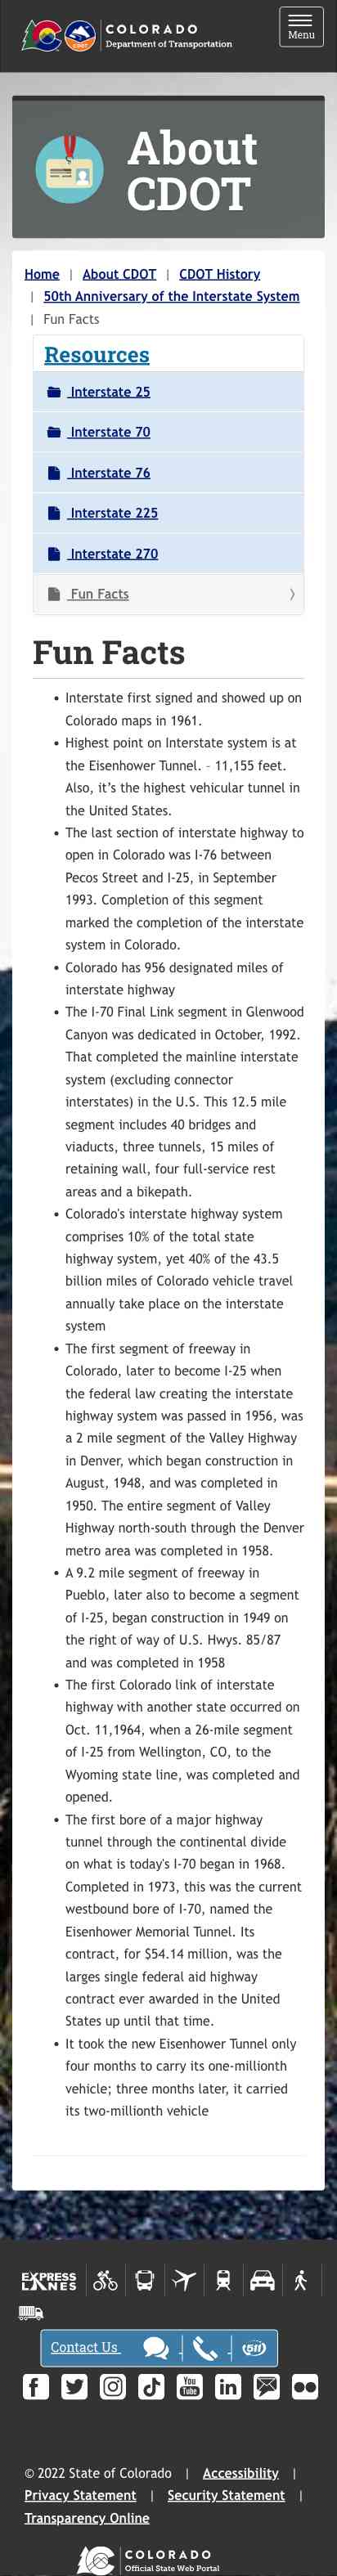 COLORADO
Department of Transportation
Menu
About
CDOT
Home | About CDOT | CDOT History
| 50th Anniversary of the Interstate System
| Fun Facts
Resources
Interstate 25
Interstate 70
Interstate 76
Interstate 225
Interstate 270
Fun Facts
Fun Facts
• Interstate first signed and showed up on
Colorado maps in 1961.
• Highest point on Interstate system is at
the Eisenhower Tunnel. - 11,155 feet.
Also, it’s the highest vehicular tunnel in
the United States.
• The last section of interstate highway to
open in Colorado was I-76 between
Pecos Street and I-25, in September
1993. Completion of this segment
marked the completion of the interstate
system in Colorado.
• Colorado has 956 designated miles of
interstate highway
• The I-70 Final Link segment in Glenwood
Canyon was dedicated in October, 1992.
That completed the mainline interstate
system (excluding connector
interstates) in the U.S. This 12.5 mile
segment includes 40 bridges and
viaducts, three tunnels, 15 miles of
retaining wall, four full-service rest
areas and a bikepath.
• Colorado's interstate highway system
comprises 10% of the total state
highway system, yet 40% of the 43.5
billion miles of Colorado vehicle travel
annually take place on the interstate
system
• The first segment of freeway in
Colorado, later to become I-25 when
the federal law creating the interstate
highway system was passed in 1956, was
a 2 mile segment of the Valley Highway
in Denver, which began construction in
August, 1948, and was completed in
1950. The entire segment of Valley
Highway north-south through the Denver
metro area was completed in 1958.
• A 9.2 mile segment of freeway in
Pueblo, later also to become a segment
of I-25, began construction in 1949 on
the right of way of U.S. Hwys. 85/87
and was completed in 1958
• The first Colorado link of interstate
highway with another state occurred on
Oct. 11,1964, when a 26-mile segment
of I-25 from Wellington, CO, to the
Wyoming state line, was completed and
opened.
• The first bore of a major highway
tunnel through the continental divide
on what is today's I-70 began in 1968.
Completed in 1973, this was the current
westbound bore of I-70, named the
Eisenhower Memorial Tunnel. Its
contract, for $54.14 million, was the
larges single federal aid highway
contract ever awarded in the United
States up until that time.
• It took the new Eisenhower Tunnel only
four months to carry its one-millionth
vehicle; three months later, it carried
its two-millionth vehicle
EXPRESS
LANES
Contact Us 511
You Tube in
© 2022 State of Colorado | Accessibility |
Privacy Statement | Security Statement |
Transparency Online
COLORADO
Official State Web Portal